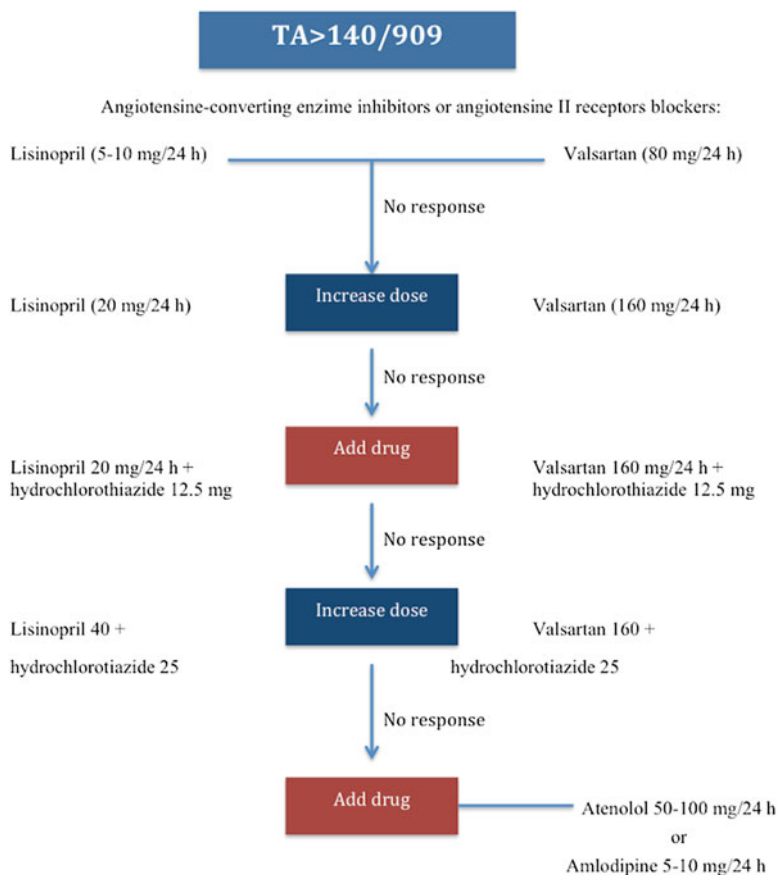 TA>140/909
Angiotensine-converting enzime inhibitors or angiotensine II receptors blockers:
Lisinopril (5-10 mg/24 h)
Valsartan (80 mg/24 h)
No response
Lisinopril (20 mg/24 h)
Increase dose
Valsartan (160 mg/24 h)
No response
Add drug
Lisinopril 20 mg/24 h +
hydrochlorothiazide 12.5 mg
Valsartan 160 mg/24 h +
hydrochlorothiazide 12.5 mg
No response
Increase dose
Lisinopril 40 +
hydrochlorotiazide 25
Valsartan 160 +
hydrochlorotiazide 25
No response
Add drug
Atenolol 50-100 mg/24 h
or
Amlodipine 5-10 mg/24 h